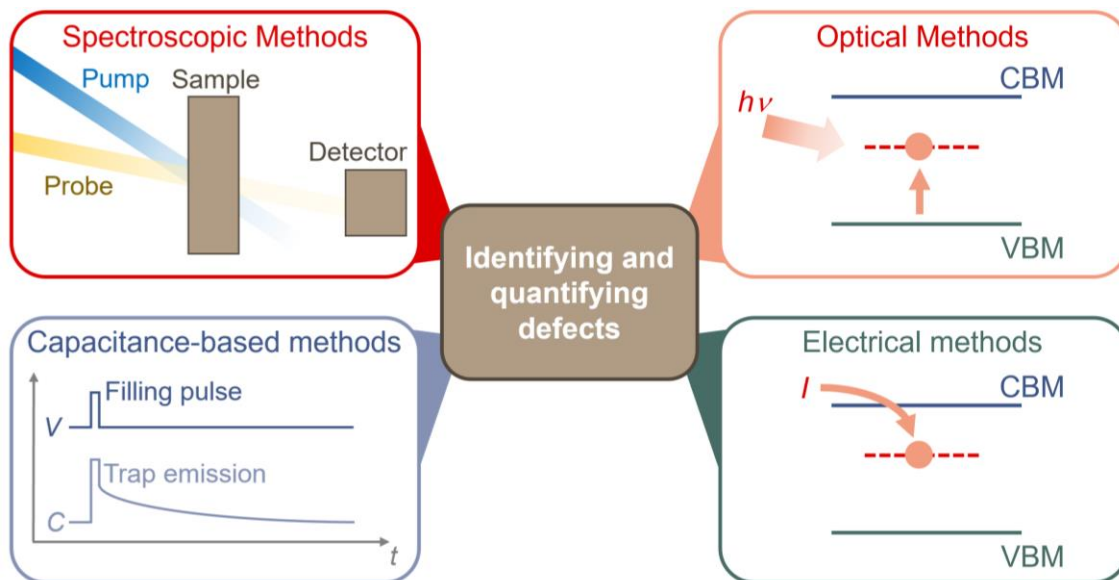 Spectroscopic Methods
Pump
Sample
Detector
Probe
Optical Methods
CBM
hν
VBM
Identifying and
quantifying
defects
Capacitance-based methods
Filling pulse
V
Trap emission
C
t
Electrical methods
I
CBM
VBM